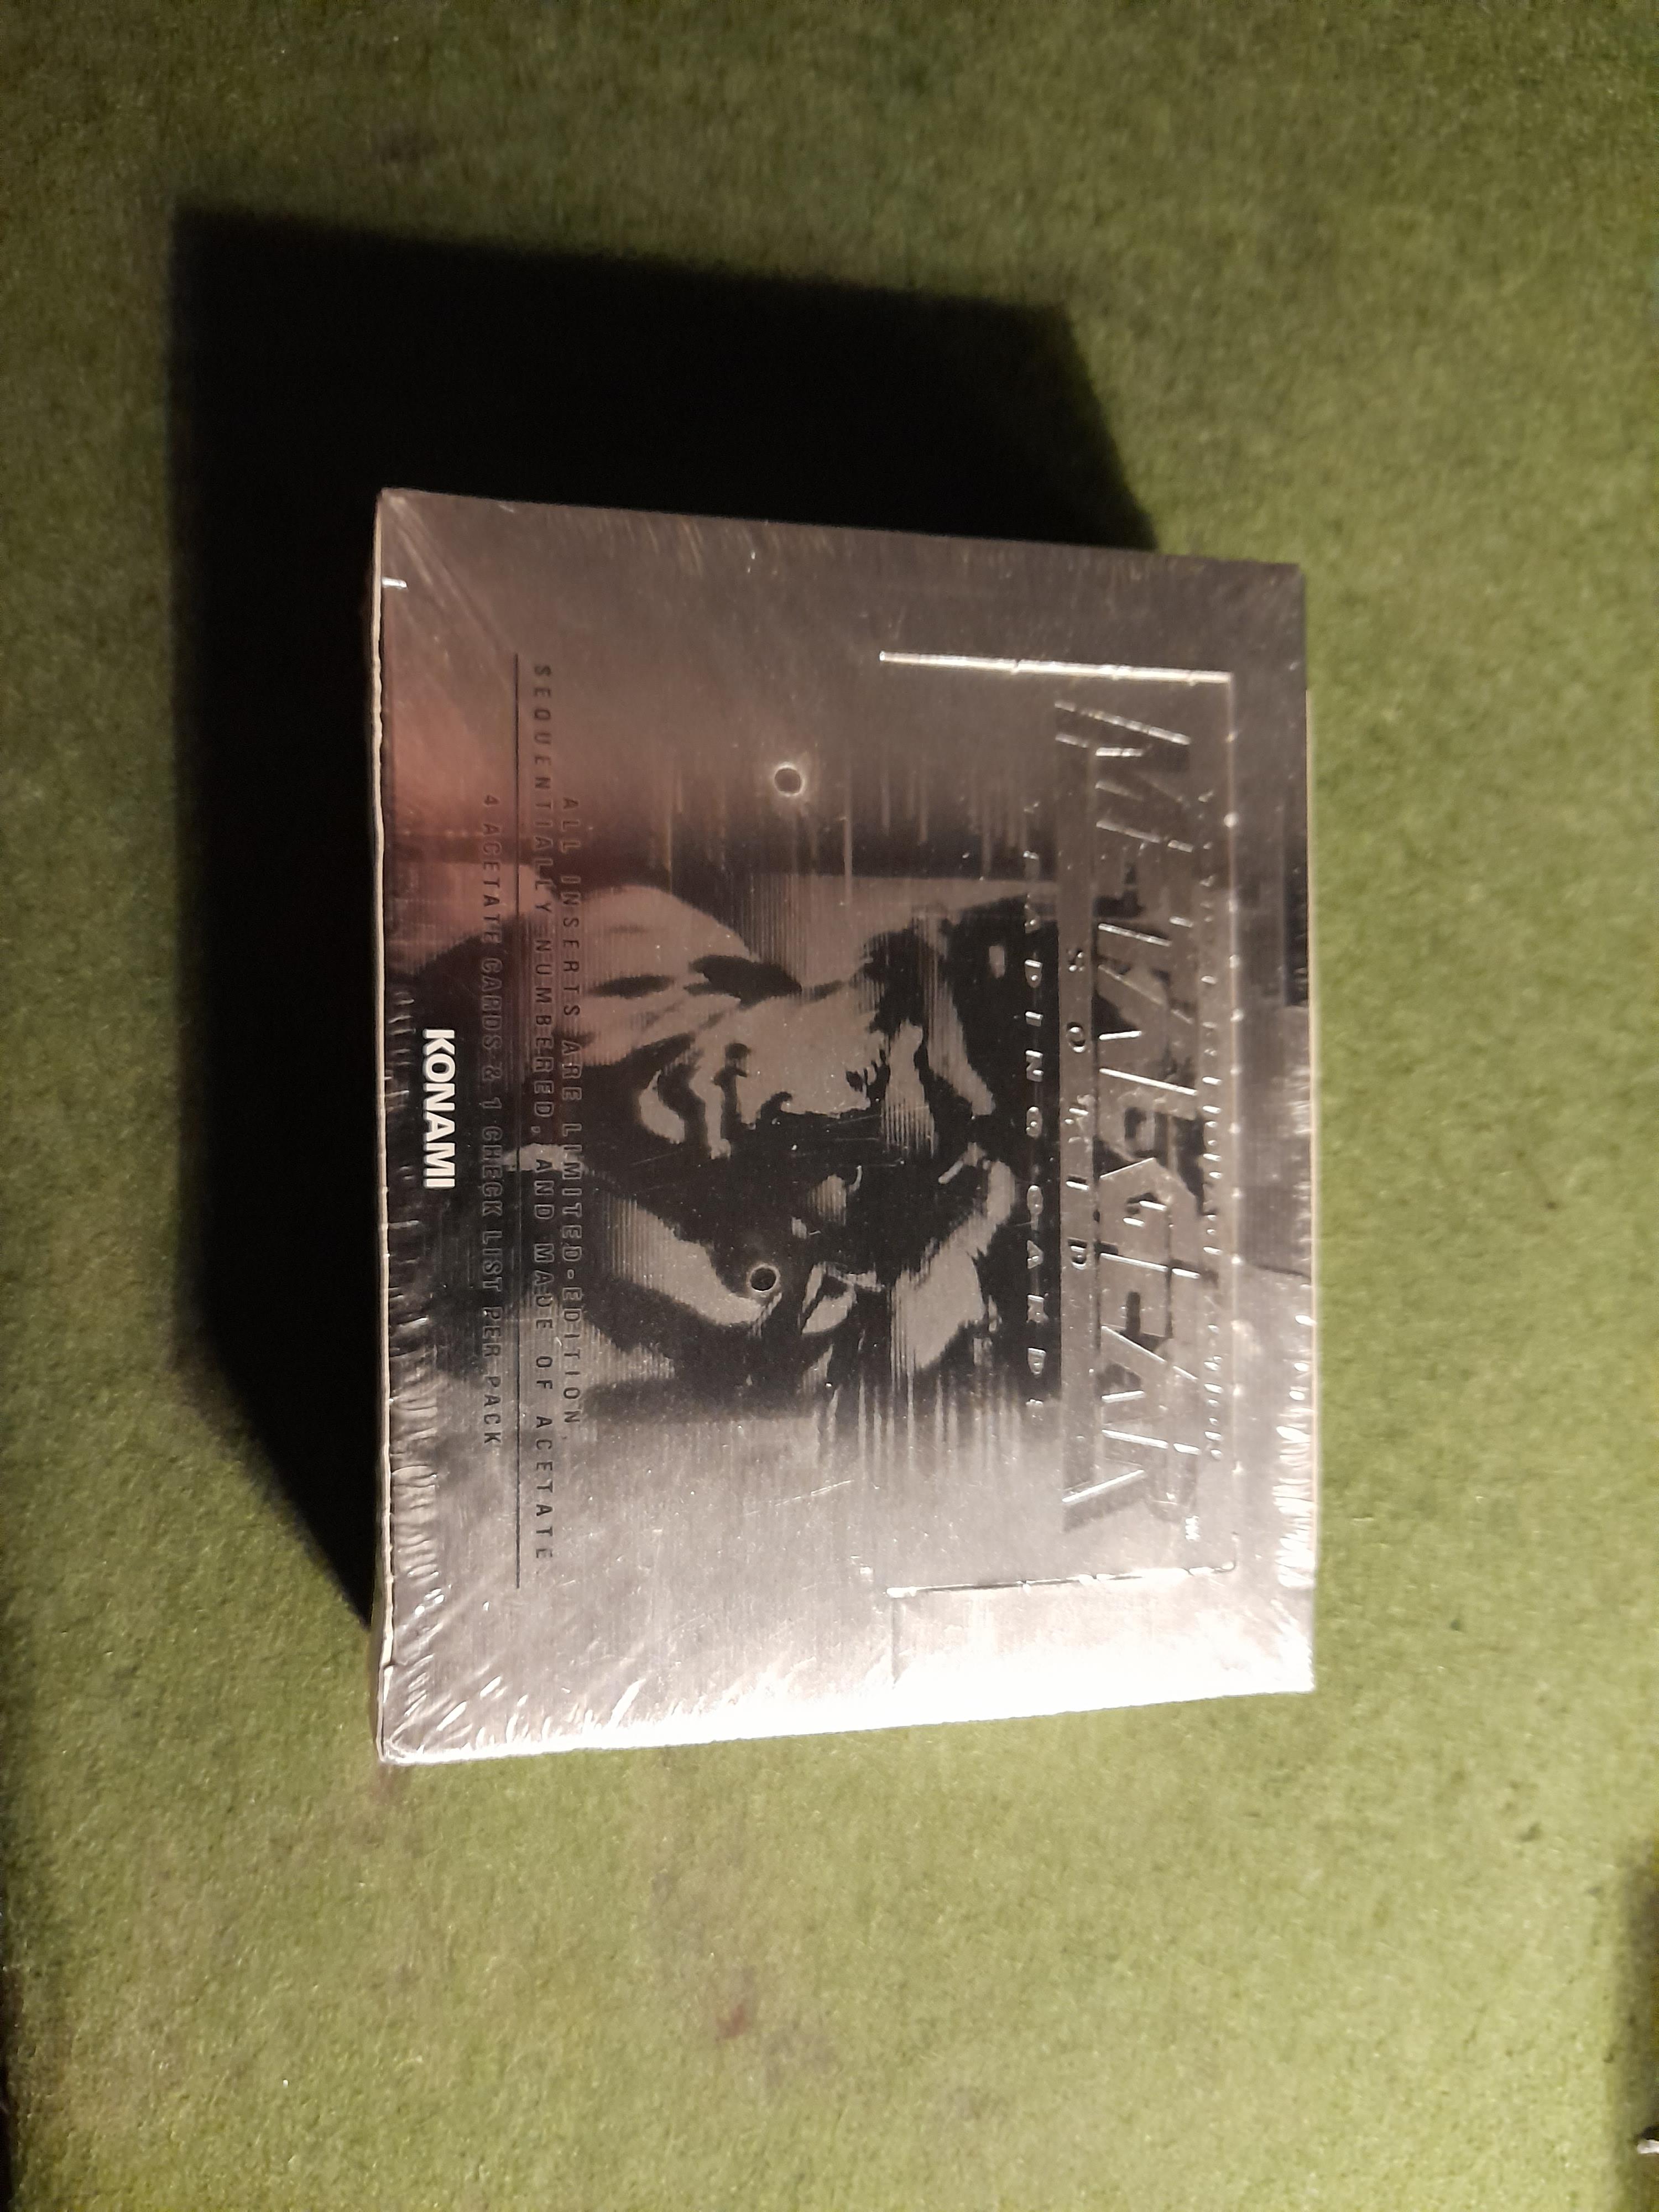 METAL GEAR
SOLID
TRADING CARDS
ALL INSERTS ARE LIMITED-EDITION,
SEQUENTIALLY NUMBERED, AND MADE OF ACETATE
4 ACETATE CARDS & 1 CHECK LIST PER PACK
KONAMI